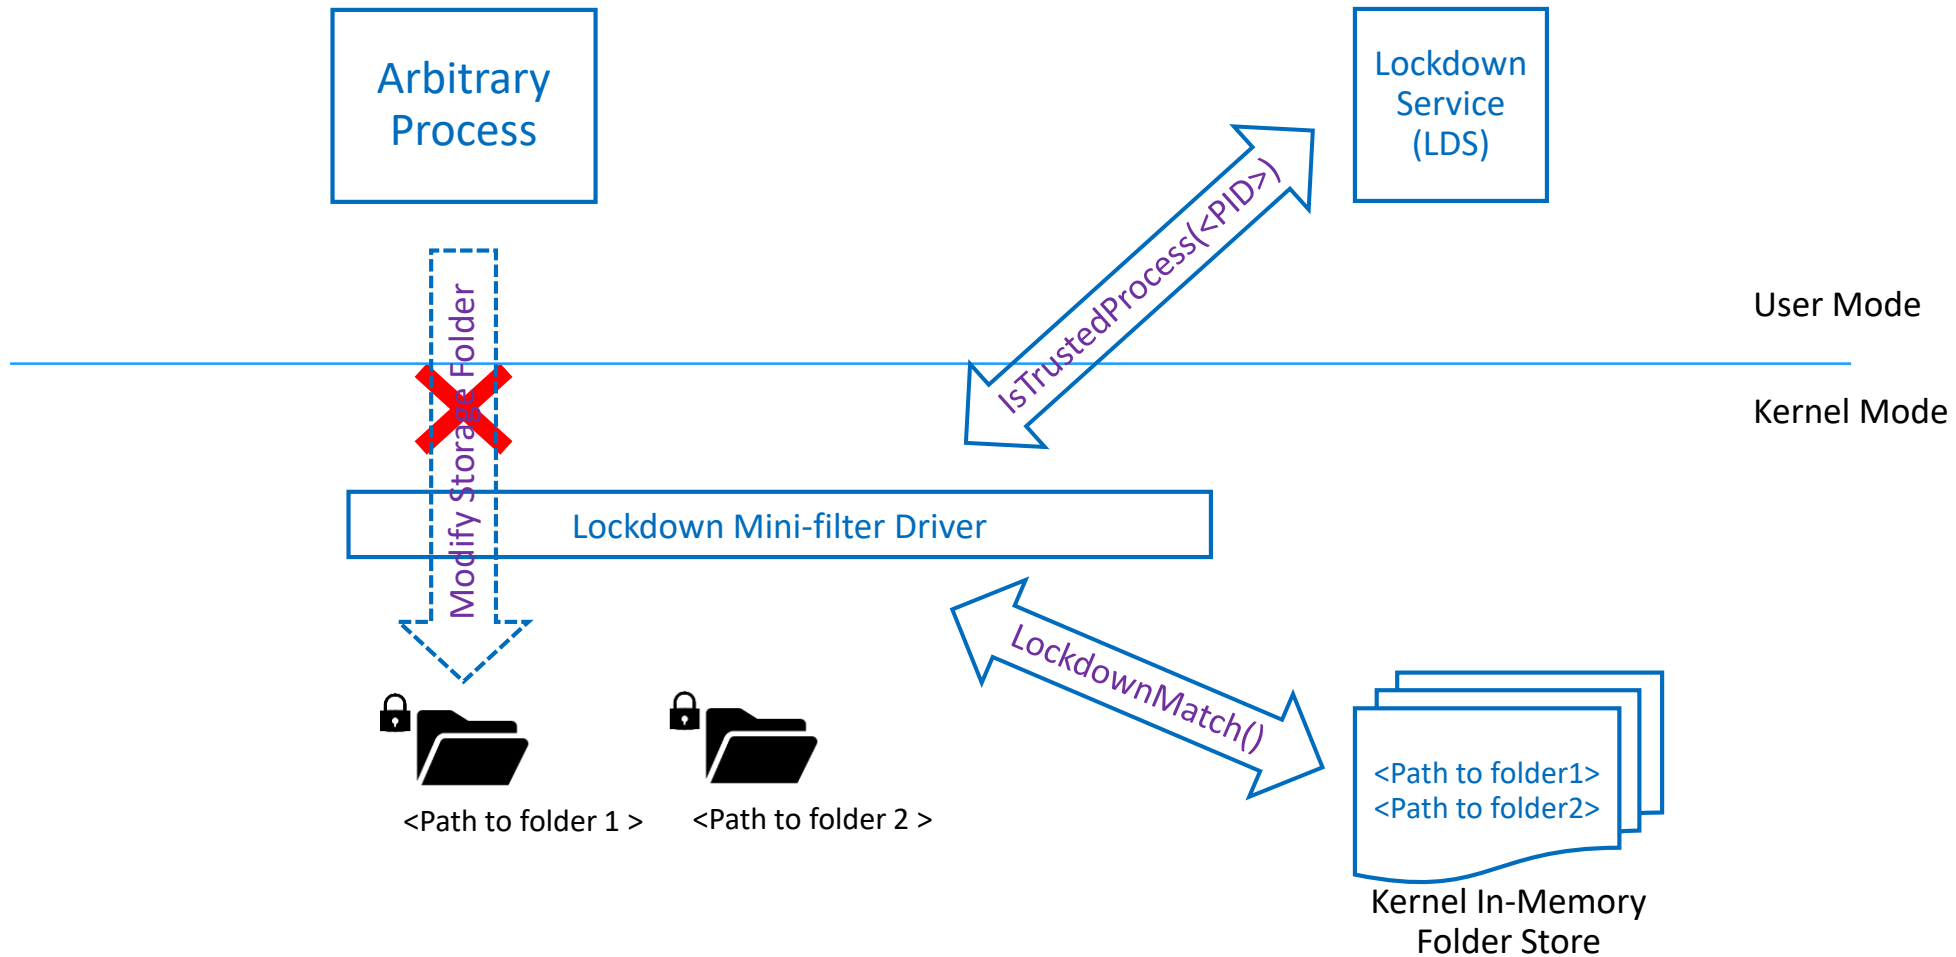 Arbitrary
Process
Lockdown
Service
(LDS)
IsTrustedProcess(<PID>)
Modify Storage Folder
User Mode
Kernel Mode
Lockdown Mini-filter Driver
LockdownMatch()
<Path to folder 1 >
<Path to folder 2 >
<Path to folder1>
<Path to folder2>
Kernel In-Memory
Folder Store